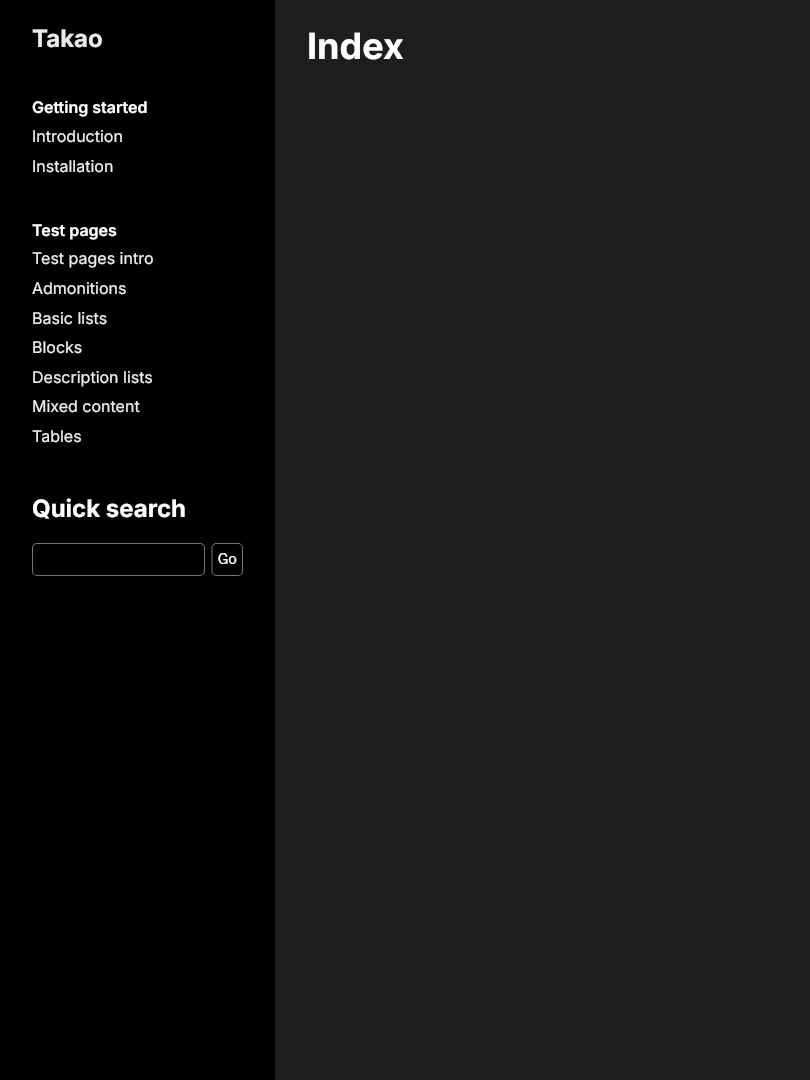 Takao
Getting started
Introduction
Installation
Test pages
Test pages intro
Admonitions
Basic lists
Blocks
Description lists
Mixed content
Tables
Quick search
Go
Index